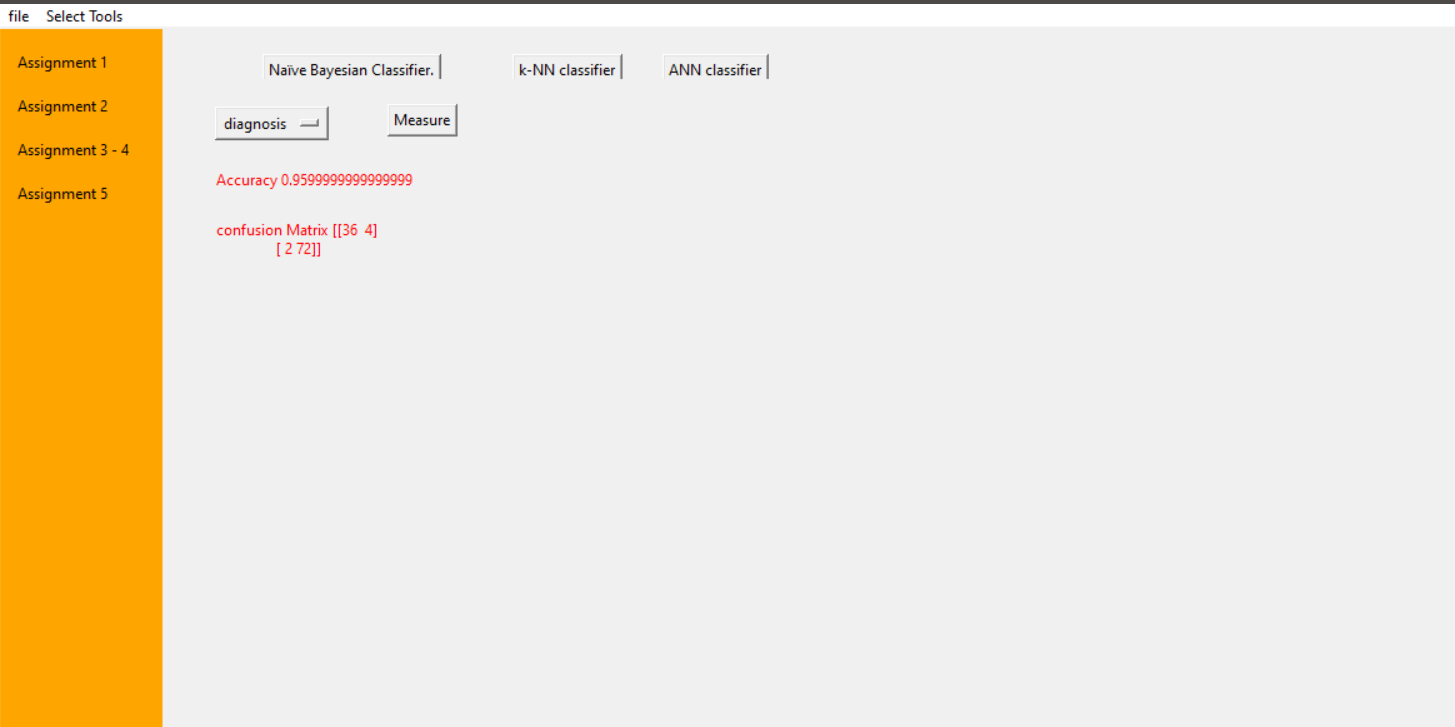 file Select Tools
Assignment 1
Assignment 2
Assignment 3 - 4
Assignment 5
Naïve Bayesian Classifier. k-NN classifier ANN classifier
diagnosis Measure
Accuracy 0.9599999999999999
confusion Matrix [[36 4]
[ 2 72]]